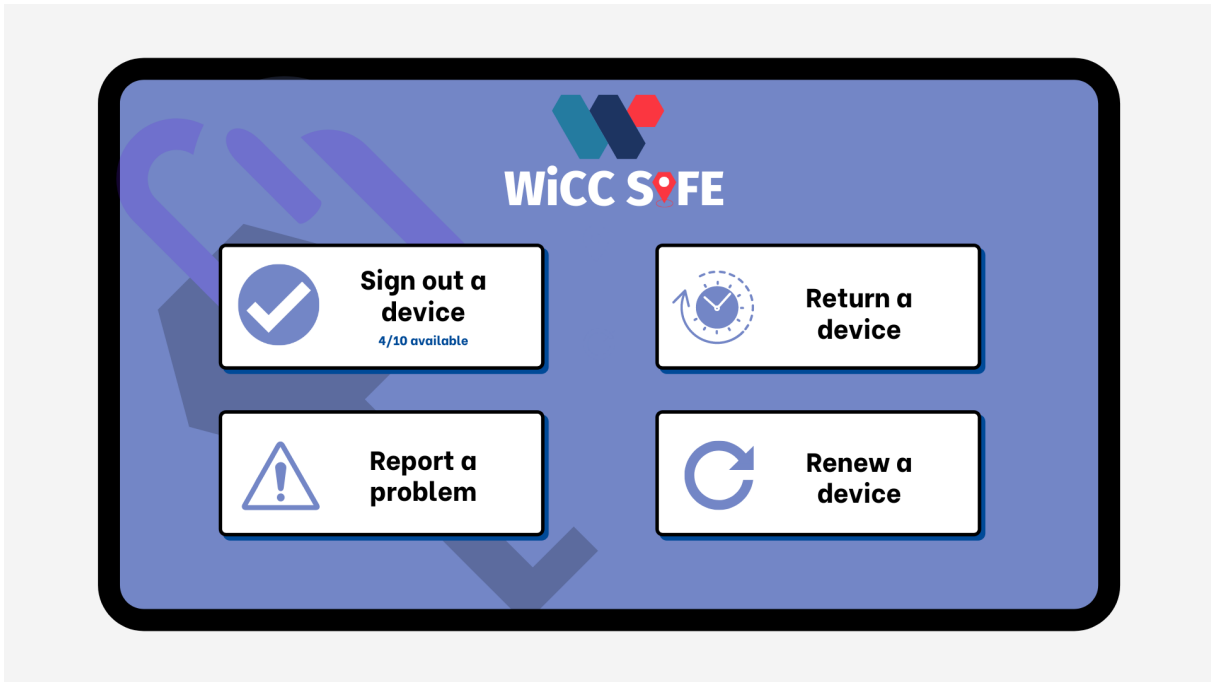 WiCC SAFE
Sign out a
device
4/10 available
Return a
device
Report a
problem
Renew a
device